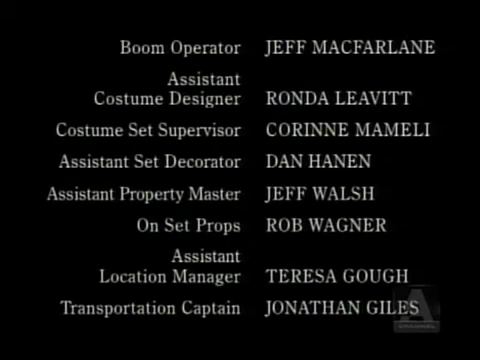 Boom Operator JEFF MACFARLANE
Assistant
Costume Designer RONDA LEAVITT
Costume Set Supervisor CORINNE MAMELI
Assistant Set Decorator DAN HANEN
Assistant Property Master JEFF WALSH
On Set Props ROB WAGNER
Assistant
Location Manager TERESA GOUGH
Transportation Captain JONATHAN GILES
A
CHANNEL